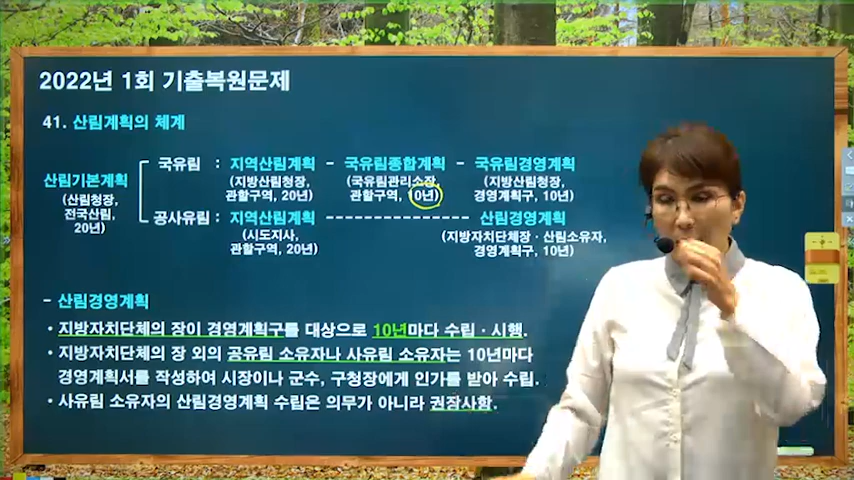 2022년 1회 기출복원문제
41. 산림계획의 체계
국유림 : 지역산림계획 - 국유림종합계획 - 국유림경영계획
산림기본계획
(지방산림청장, (국유림관리소장, (지방산림청장,
관할구역, 20년) 관할구역, 10년) 경영계획구, 10년)
(산림청장,
전국산림,
20년)
공사유림 : 지역산림계획 ---------------- 산림경영계획
(시도지사, (지방자치단체장 · 산림소유자,
관할구역, 20년) 경영계획구, 10년)
- 산림경영계획
• 지방자치단체의 장이 경영계획구를 대상으로 10년마다 수립 · 시행.
• 지방자치단체의 장 외의 공유림 소유자나 사유림 소유자는 10년마다
경영계획서를 작성하여 시장이나 군수, 구청장에게 인가를 받아 수립.
• 사유림 소유자의 산림경영계획 수립은 의무가 아니라 권장사항.